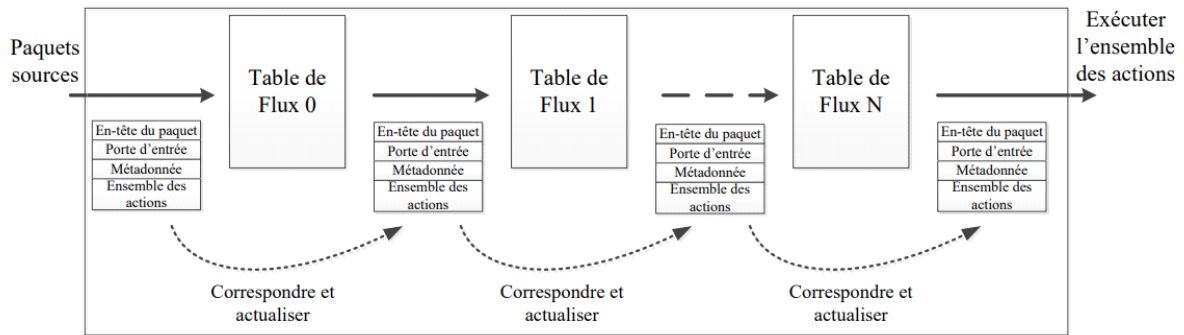 Paquets
sources
Table de
Flux 0
Table de
Flux 1
Table de
Flux N
Exécuter
l’ensemble
des actions
En-tête du paquet
Porte d’entrée
Métadonnée
Ensemble des
actions
En-tête du paquet
Porte d’entrée
Métadonnée
Ensemble des
actions
En-tête du paquet
Porte d’entrée
Métadonnée
Ensemble des
actions
En-tête du paquet
Porte d’entrée
Métadonnée
Ensemble des
actions
Correspondre et
actualiser
Correspondre et
actualiser
Correspondre et
actualiser